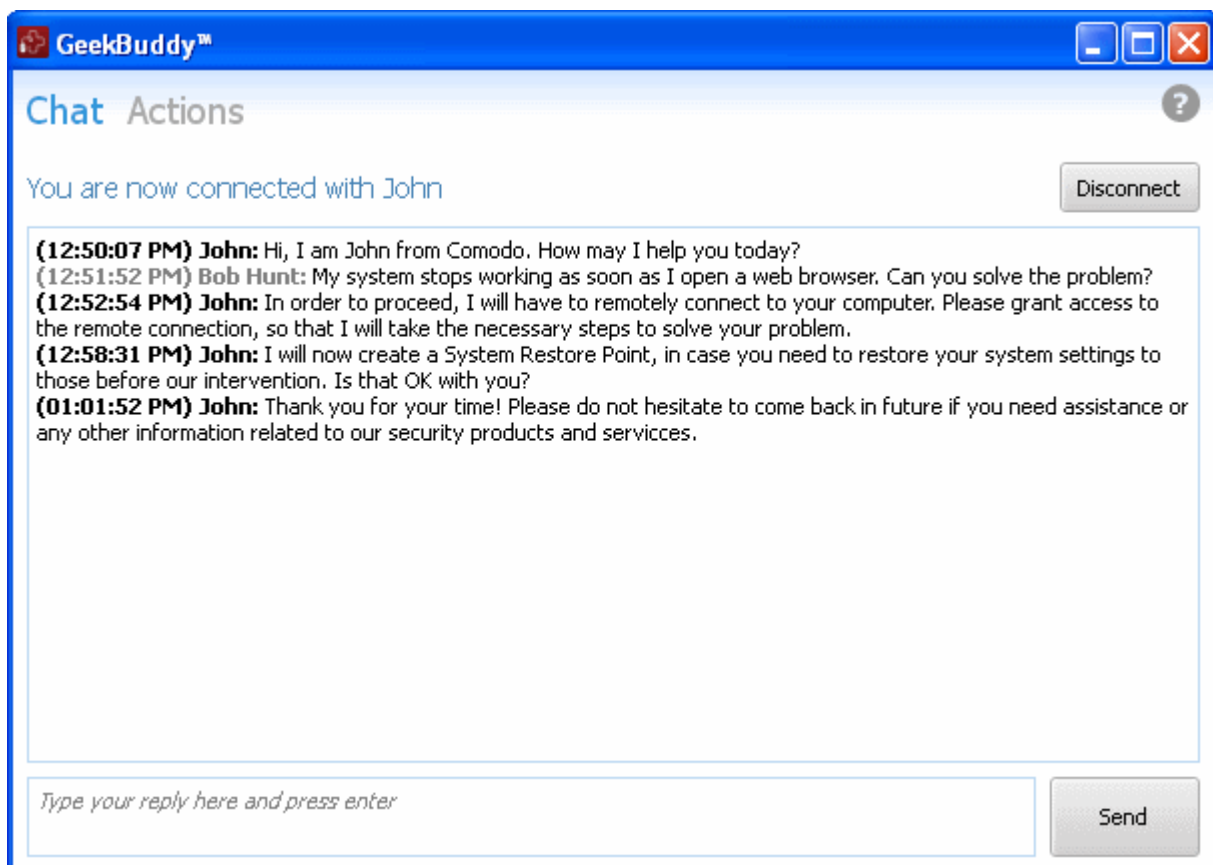 GeekBuddy™
Chat Actions
?
You are now connected with John
Disconnect
(12:50:07 PM) John: Hi, I am John from Comodo. How may I help you today?
(12:51:52 PM) Bob Hunt: My system stops working as soon as I open a web browser. Can you solve the problem?
(12:52:54 PM) John: In order to proceed, I will have to remotely connect to your computer. Please grant access to
the remote connection, so that I will take the necessary steps to solve your problem.
(12:58:31 PM) John: I will now create a System Restore Point, in case you need to restore your system settings to
those before our intervention. Is that OK with you?
(01:01:52 PM) John: Thank you for your time! Please do not hesitate to come back in future if you need assistance or
any other information related to our security products and servicces.
Type your reply here and press enter
Send